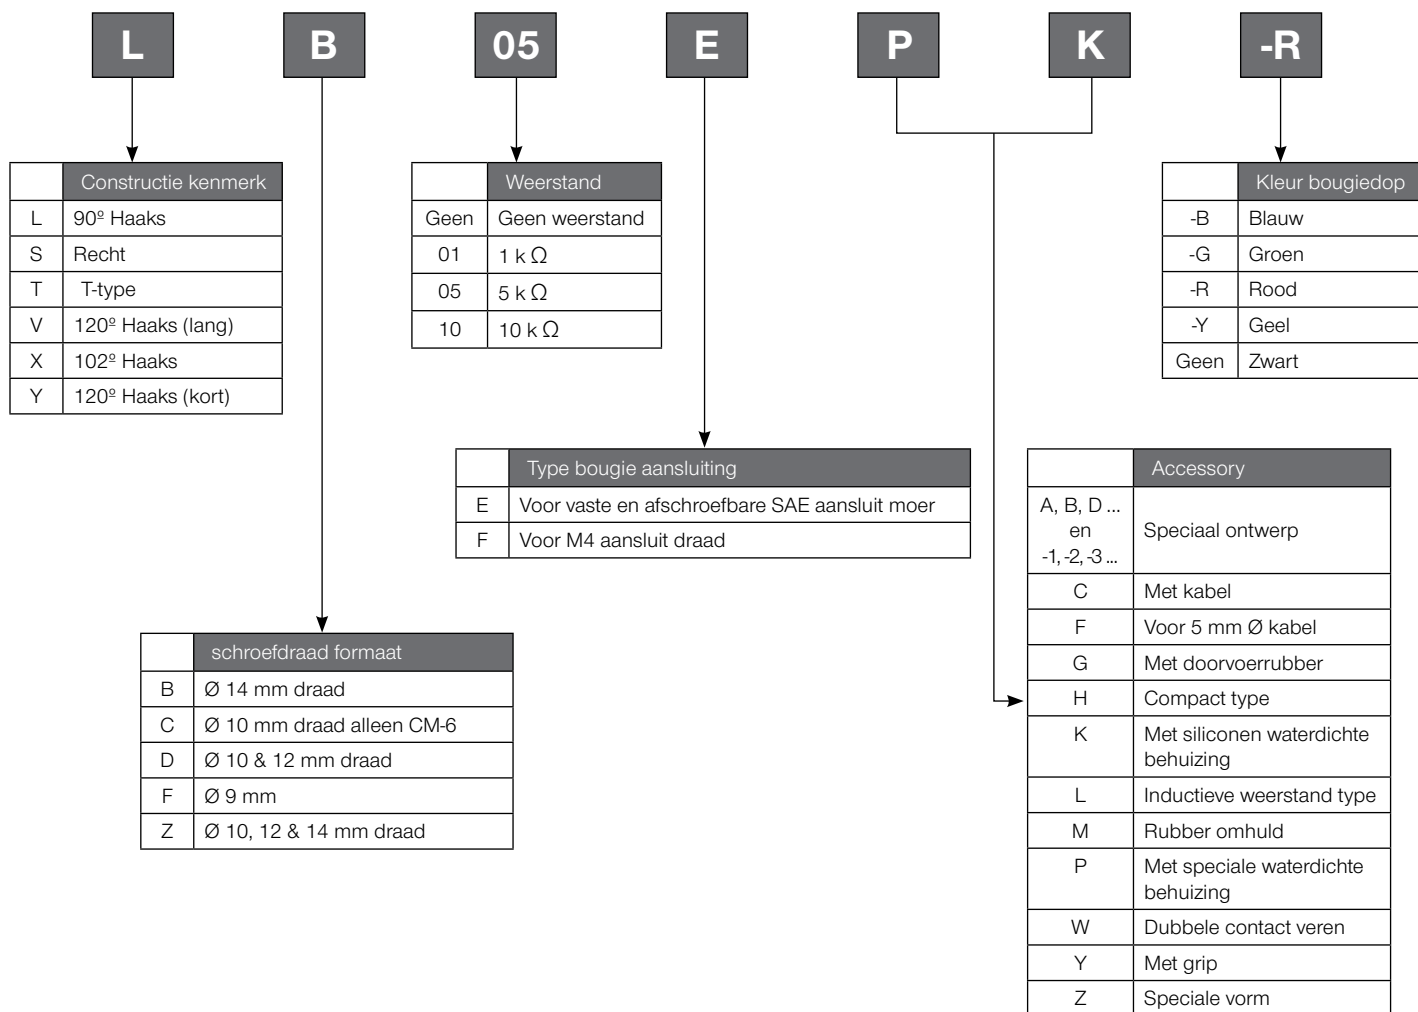 L B 05 E P K -R
Constructie kenmerk
L 90º Haaks
S Recht
T T-type
V 120º Haaks (lang)
X 102º Haaks
Y 120º Haaks (kort)
Weerstand
Geen Geen weerstand
01 1 k Ω
05 5 k Ω
10 10 k Ω
Kleur bougiedop
-B Blauw
-G Groen
-R Rood
-Y Geel
Geen Zwart
Type bougie aansluiting
E Voor vaste en afschroefbare SAE aansluit moer
F Voor M4 aansluit draad
schroefdraad formaat
B Ø 14 mm draad
C Ø 10 mm draad alleen CM-6
D Ø 10 & 12 mm draad
F Ø 9 mm
Z Ø 10, 12 & 14 mm draad
Accessory
A, B, D ...
en
-1, -2, -3 ...
Speciaal ontwerp
C Met kabel
F Voor 5 mm Ø kabel
G Met doorvoerrubber
H Compact type
K Met siliconen waterdichte
behuizing
L Inductieve weerstand type
M Rubber omhuld
P Met speciale waterdichte
behuizing
W Dubbele contact veren
Y Met grip
Z Speciale vorm